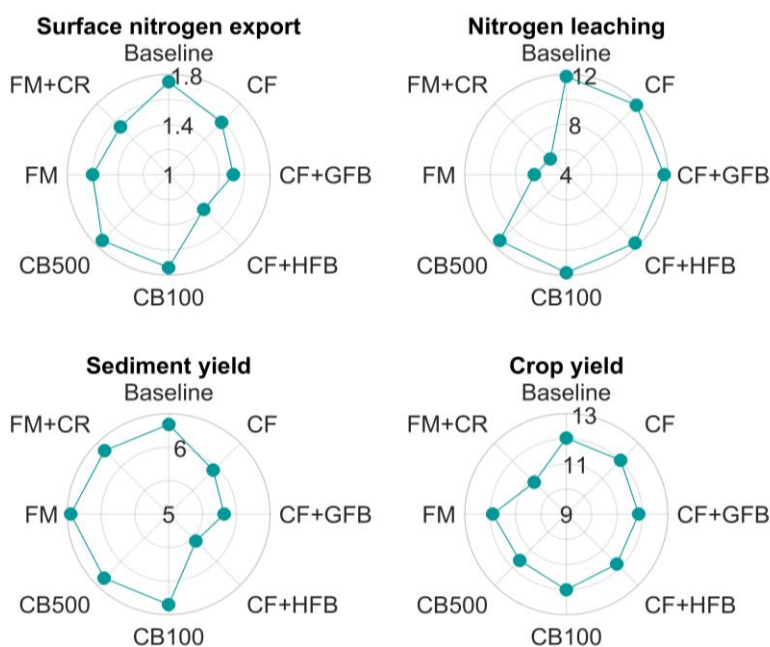 Surface nitrogen export
Baseline
1.8
FM+CR
CF
1.4
FM
1
CF+GFB
CB500
CF+HFB
CB100
Nitrogen leaching
Baseline
12
FM+CR
CF
8
FM
4
CF+GFB
CB500
CF+HFB
CB100
Sediment yield
Baseline
FM+CR
CF
6
FM
5
CF+GFB
CB500
CF+HFB
CB100
Crop yield
Baseline
13
FM+CR
CF
11
FM
9
CF+GFB
CB500
CF+HFB
CB100